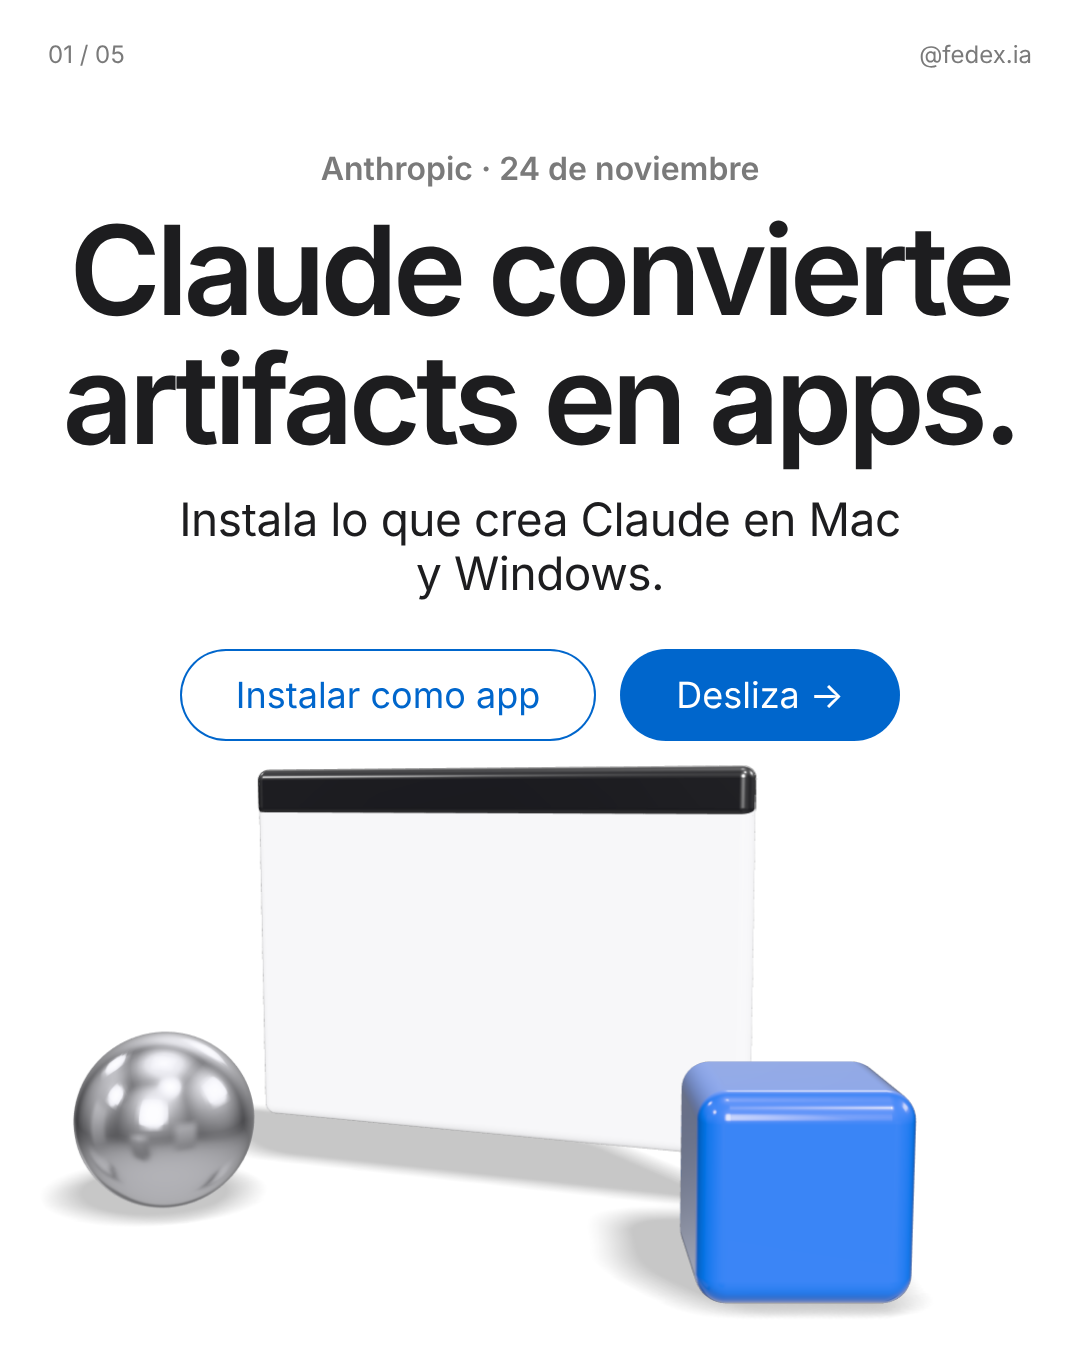 01 / 05
@fedex.ia
Anthropic · 24 de noviembre
Claude convierte
artifacts en apps.
Instala lo que crea Claude en Mac
y Windows.
Instalar como app
Desliza →